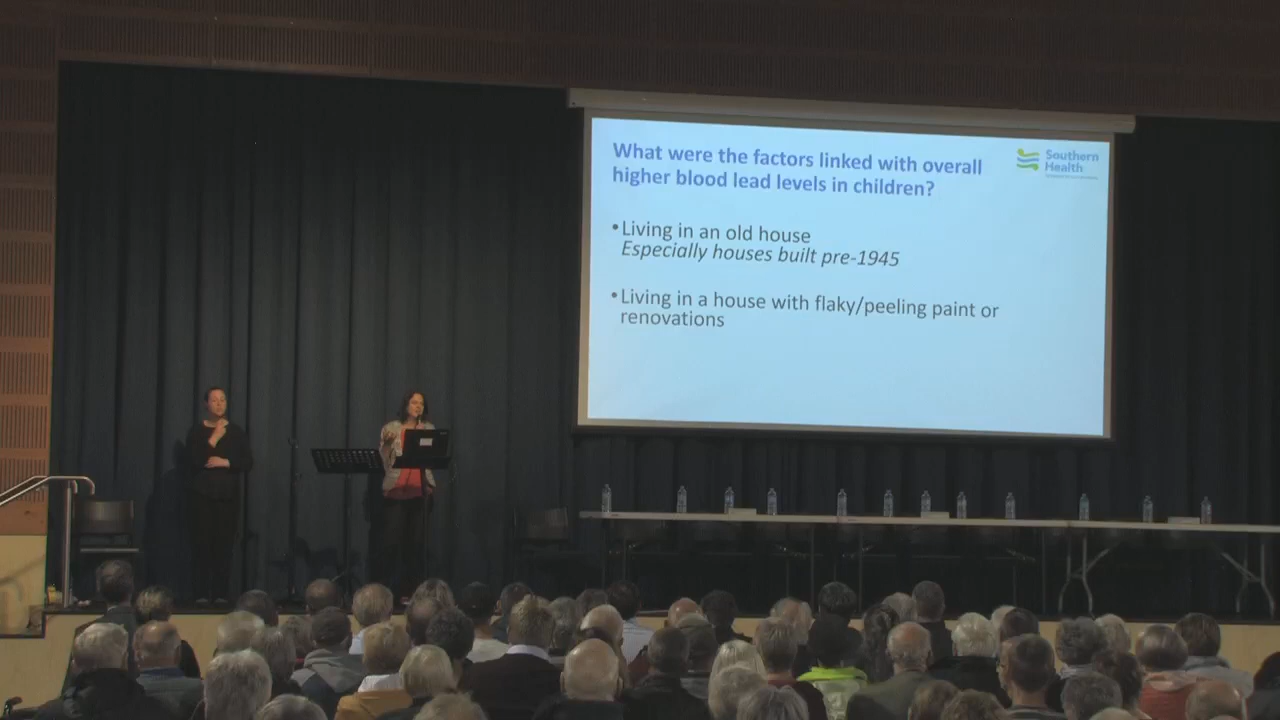 What were the factors linked with overall
higher blood lead levels in children?
Southern
Health
•Living in an old house
Especially houses built pre-1945
•Living in a house with flaky/peeling paint or
renovations